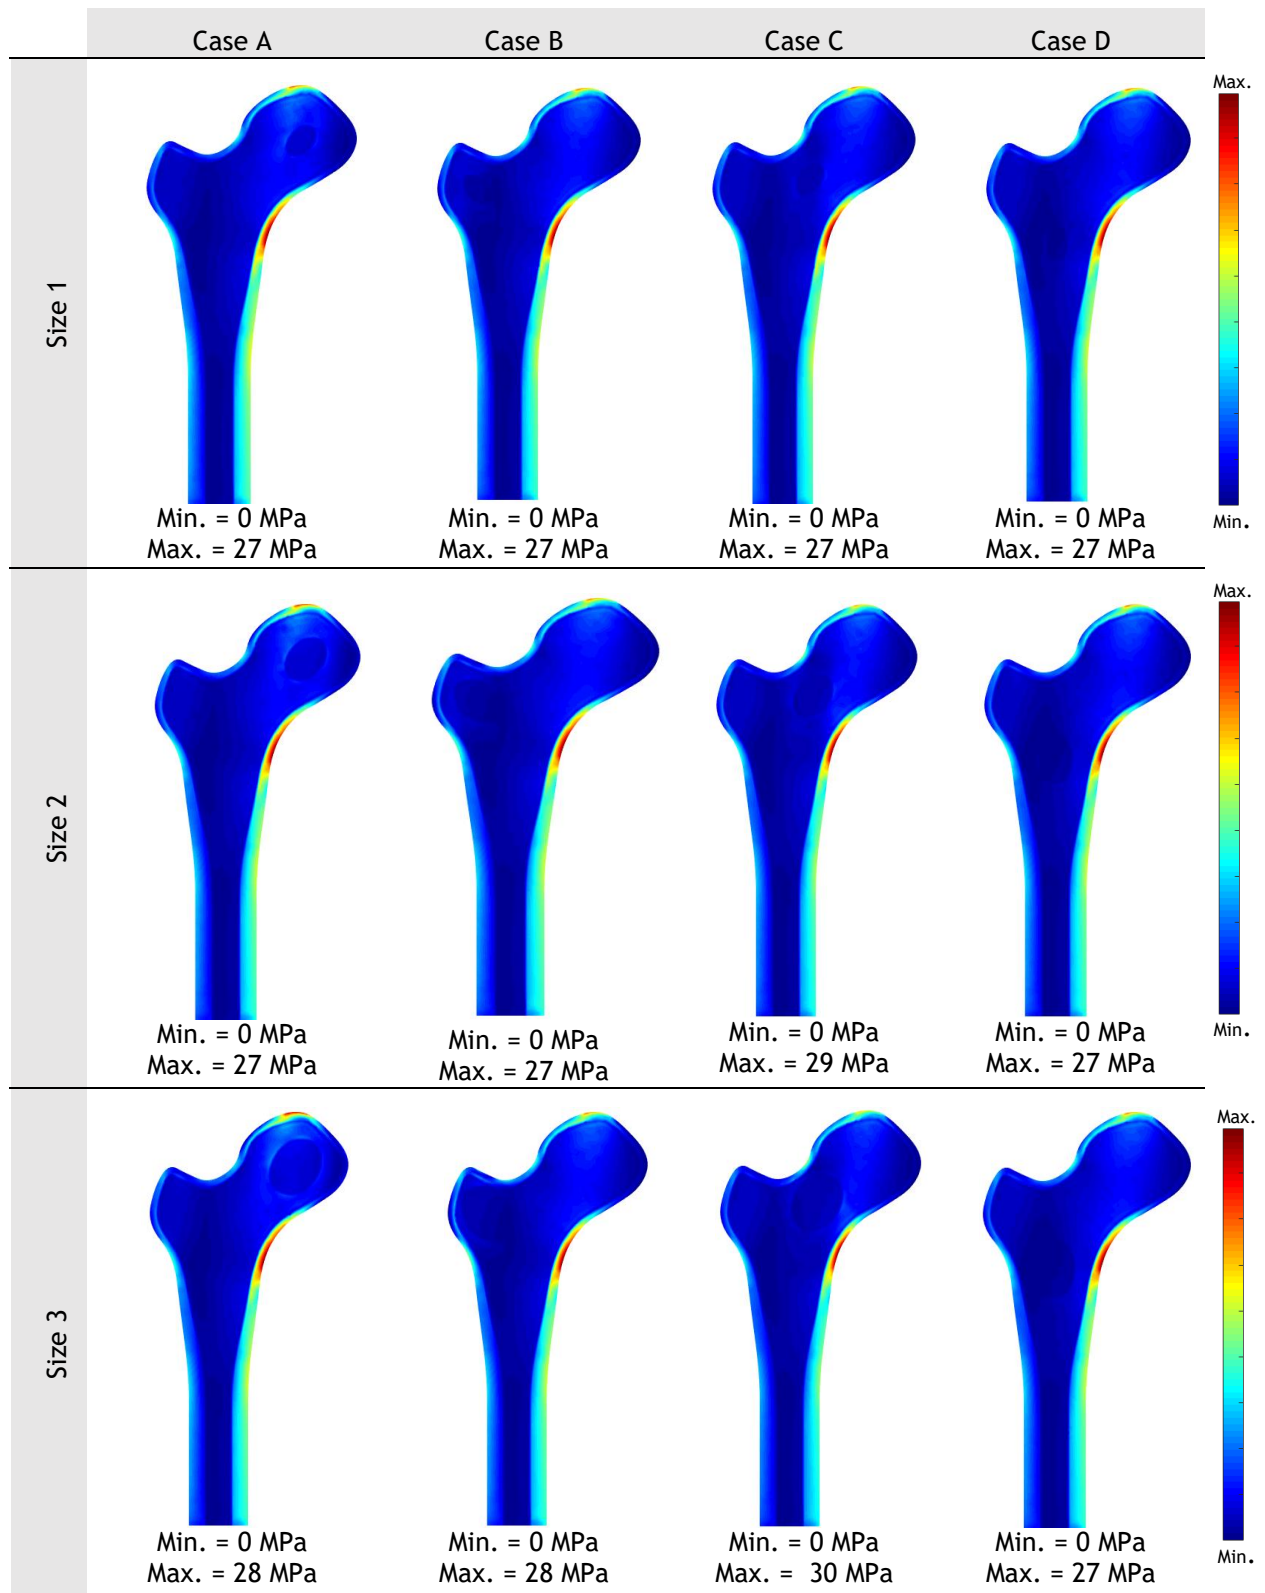 Case A Case B Case C Case D
Max.
Size 1
Min.
Min. = 0 MPa Min. = 0 MPa Min. = 0 MPa Min. = 0 MPa
Max. = 27 MPa Max. = 27 MPa Max. = 27 MPa Max. = 27 MPa
Max.
Size 2
Min.
Min. = 0 MPa Min. = 0 MPa Min. = 0 MPa Min. = 0 MPa
Max. = 27 MPa Max. = 27 MPa Max. = 29 MPa Max. = 27 MPa
Max.
Size 3
Min. = 0 MPa Min. = 0 MPa Min. = 0 MPa Min. = 0 MPa
Min.
Max. = 28 MPa Max. = 28 MPa Max. = 30 MPa Max. = 27 MPa